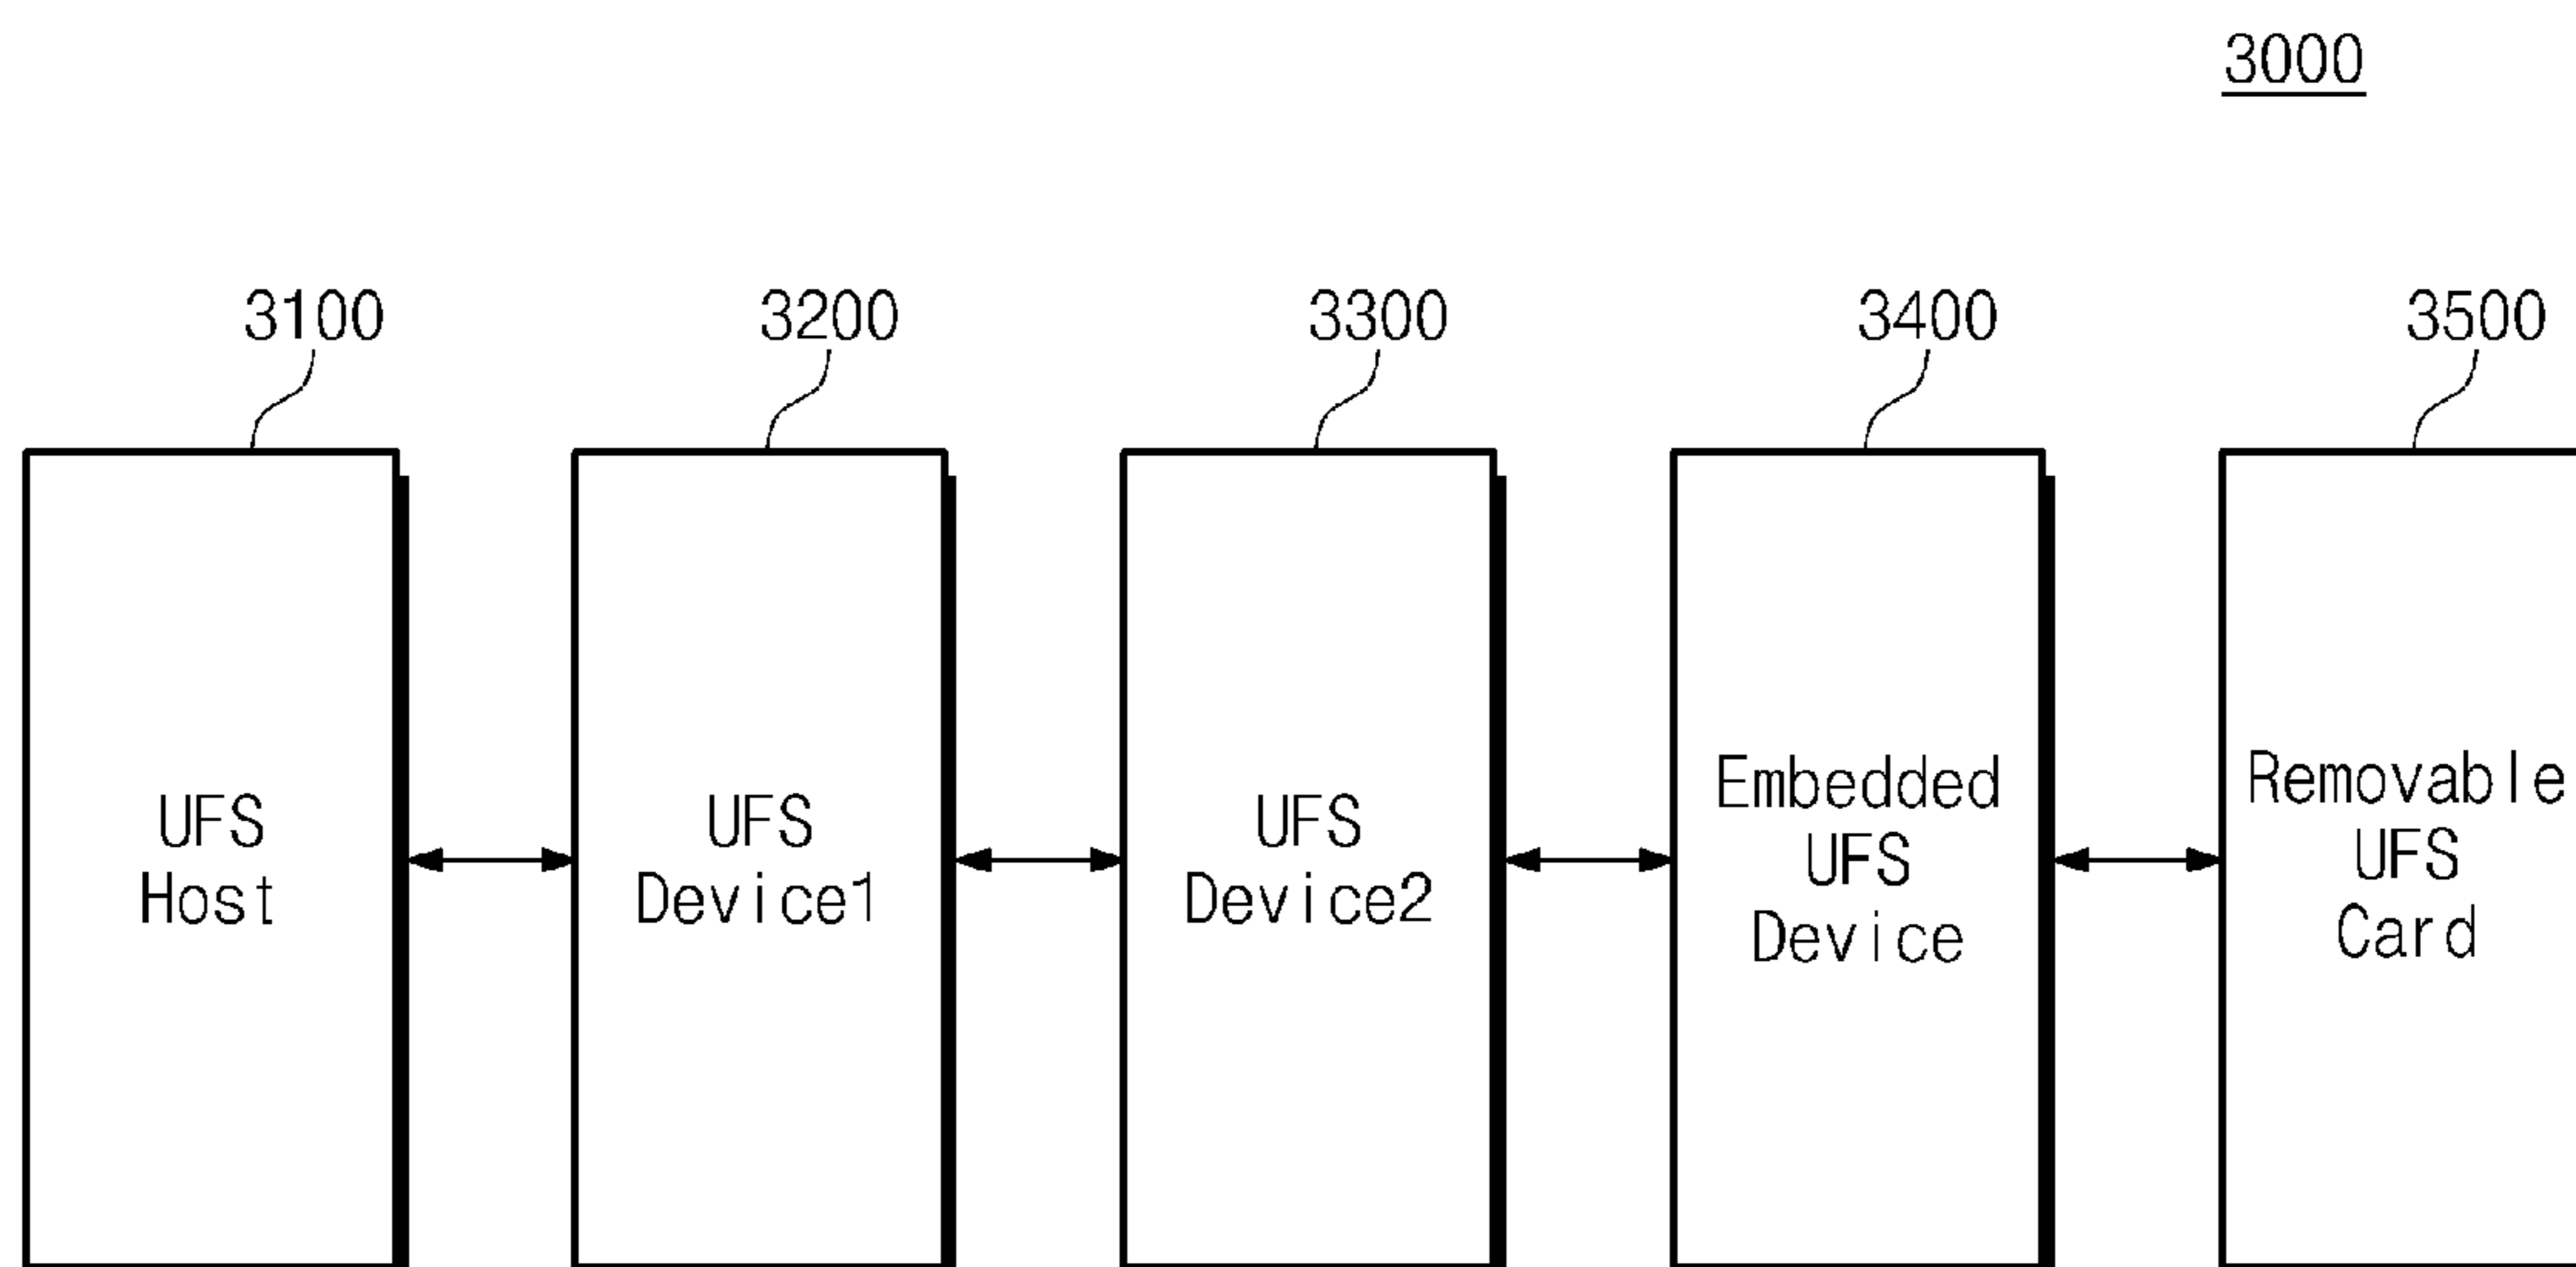 3000
3100
3200
3300
3400
3500
UFS
Host
UFS
Device1
UFS
Device2
Embedded
UFS
Device
Removable
UFS
Card